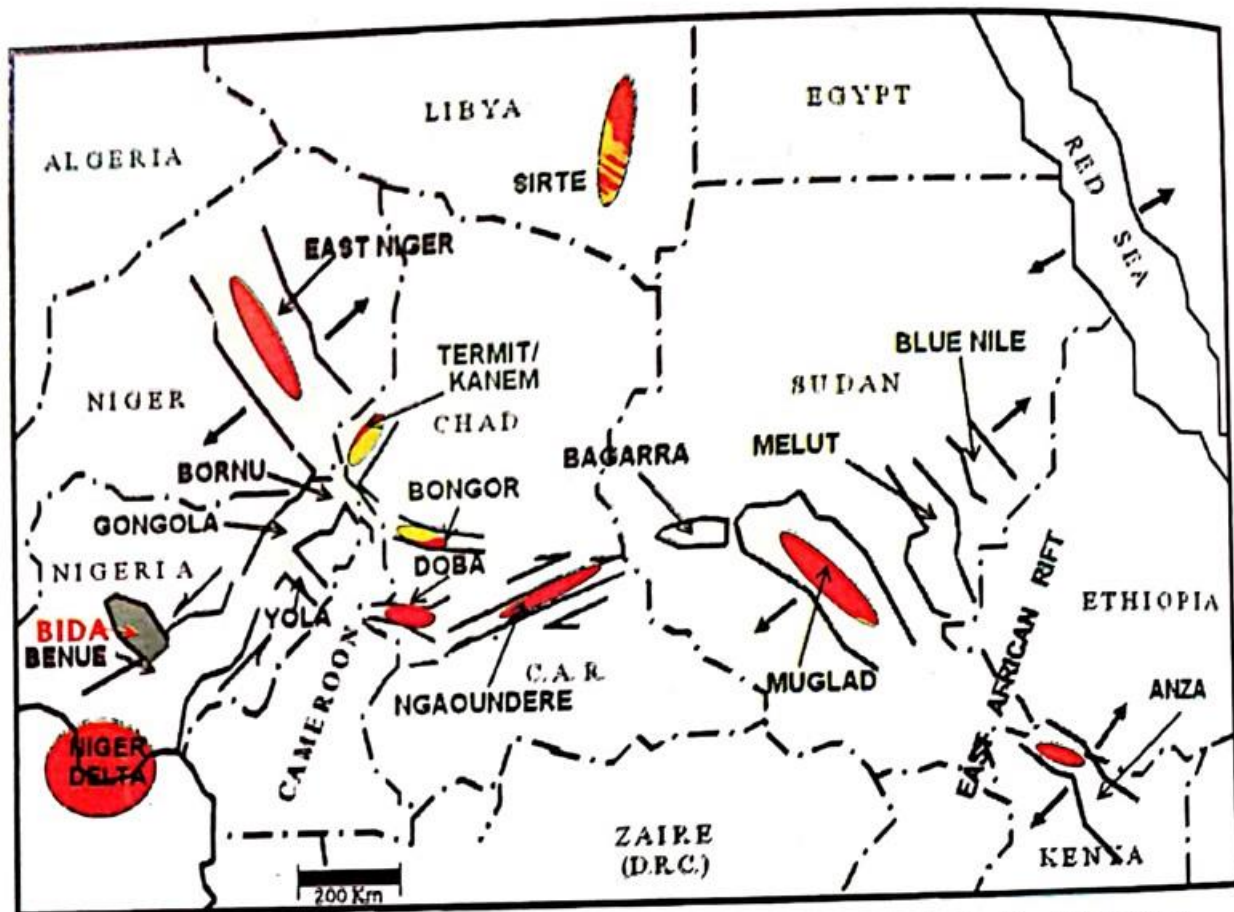 LIBYA
EGYPT
ALGERIA
RED SEA
SIRTE
EAST NIGER
TERMIT/
KANEM
BLUE NILE
NIGER
CHAD
SUDAN
BORNU
BAGARRA
MELUT
GONGOLA
BONGOR
NIGERIA
DOBA
ETHIOPIA
BIDA
YOLA
BENUE
CAMEROON
NGAOUNDERE
C.A.R.
MUGLAD
EAST AFRICAN RIFT
ANZA
NIGER
DELTA
ZAIRE
(D.R.C.)
KENYA
200 Km